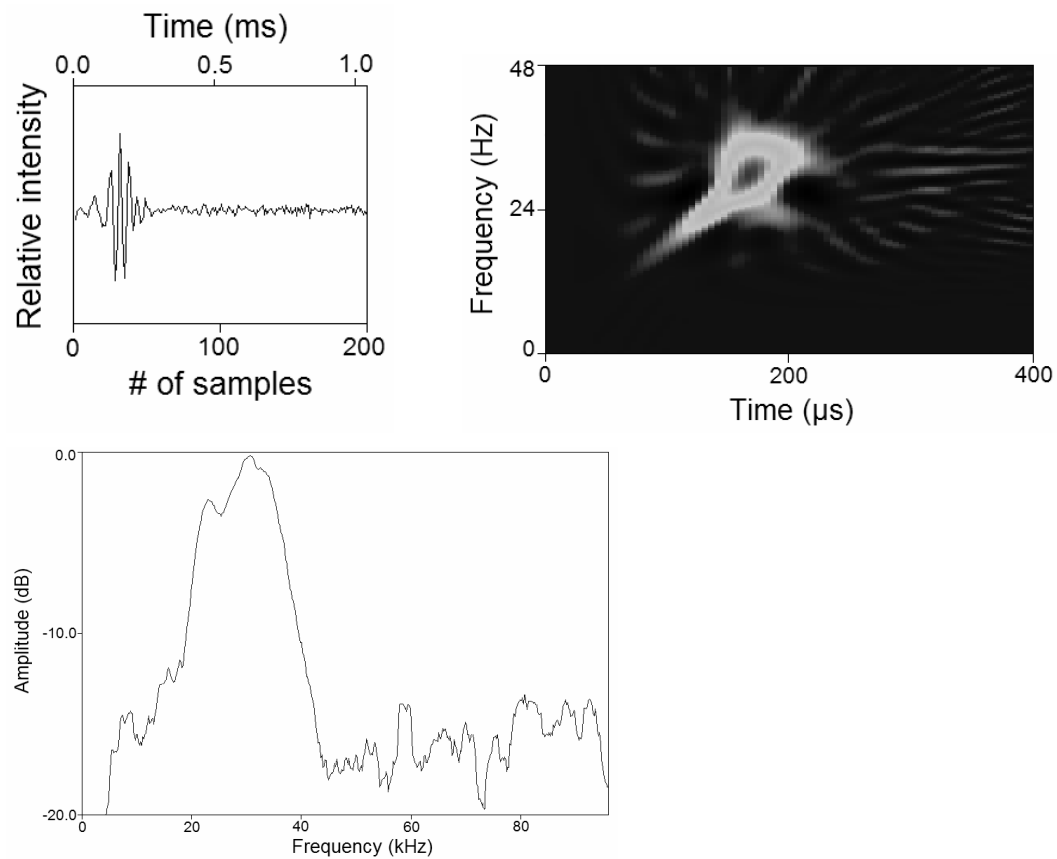 Time (ms)
0.0 0.5 1.0
Relative intensity
0 100 200
# of samples
48
24
0
Frequency (Hz)
0 200 400
Time (µs)
0.0
-10.0
-20.0
Amplitude (dB)
0 20 40 60 80
Frequency (kHz)